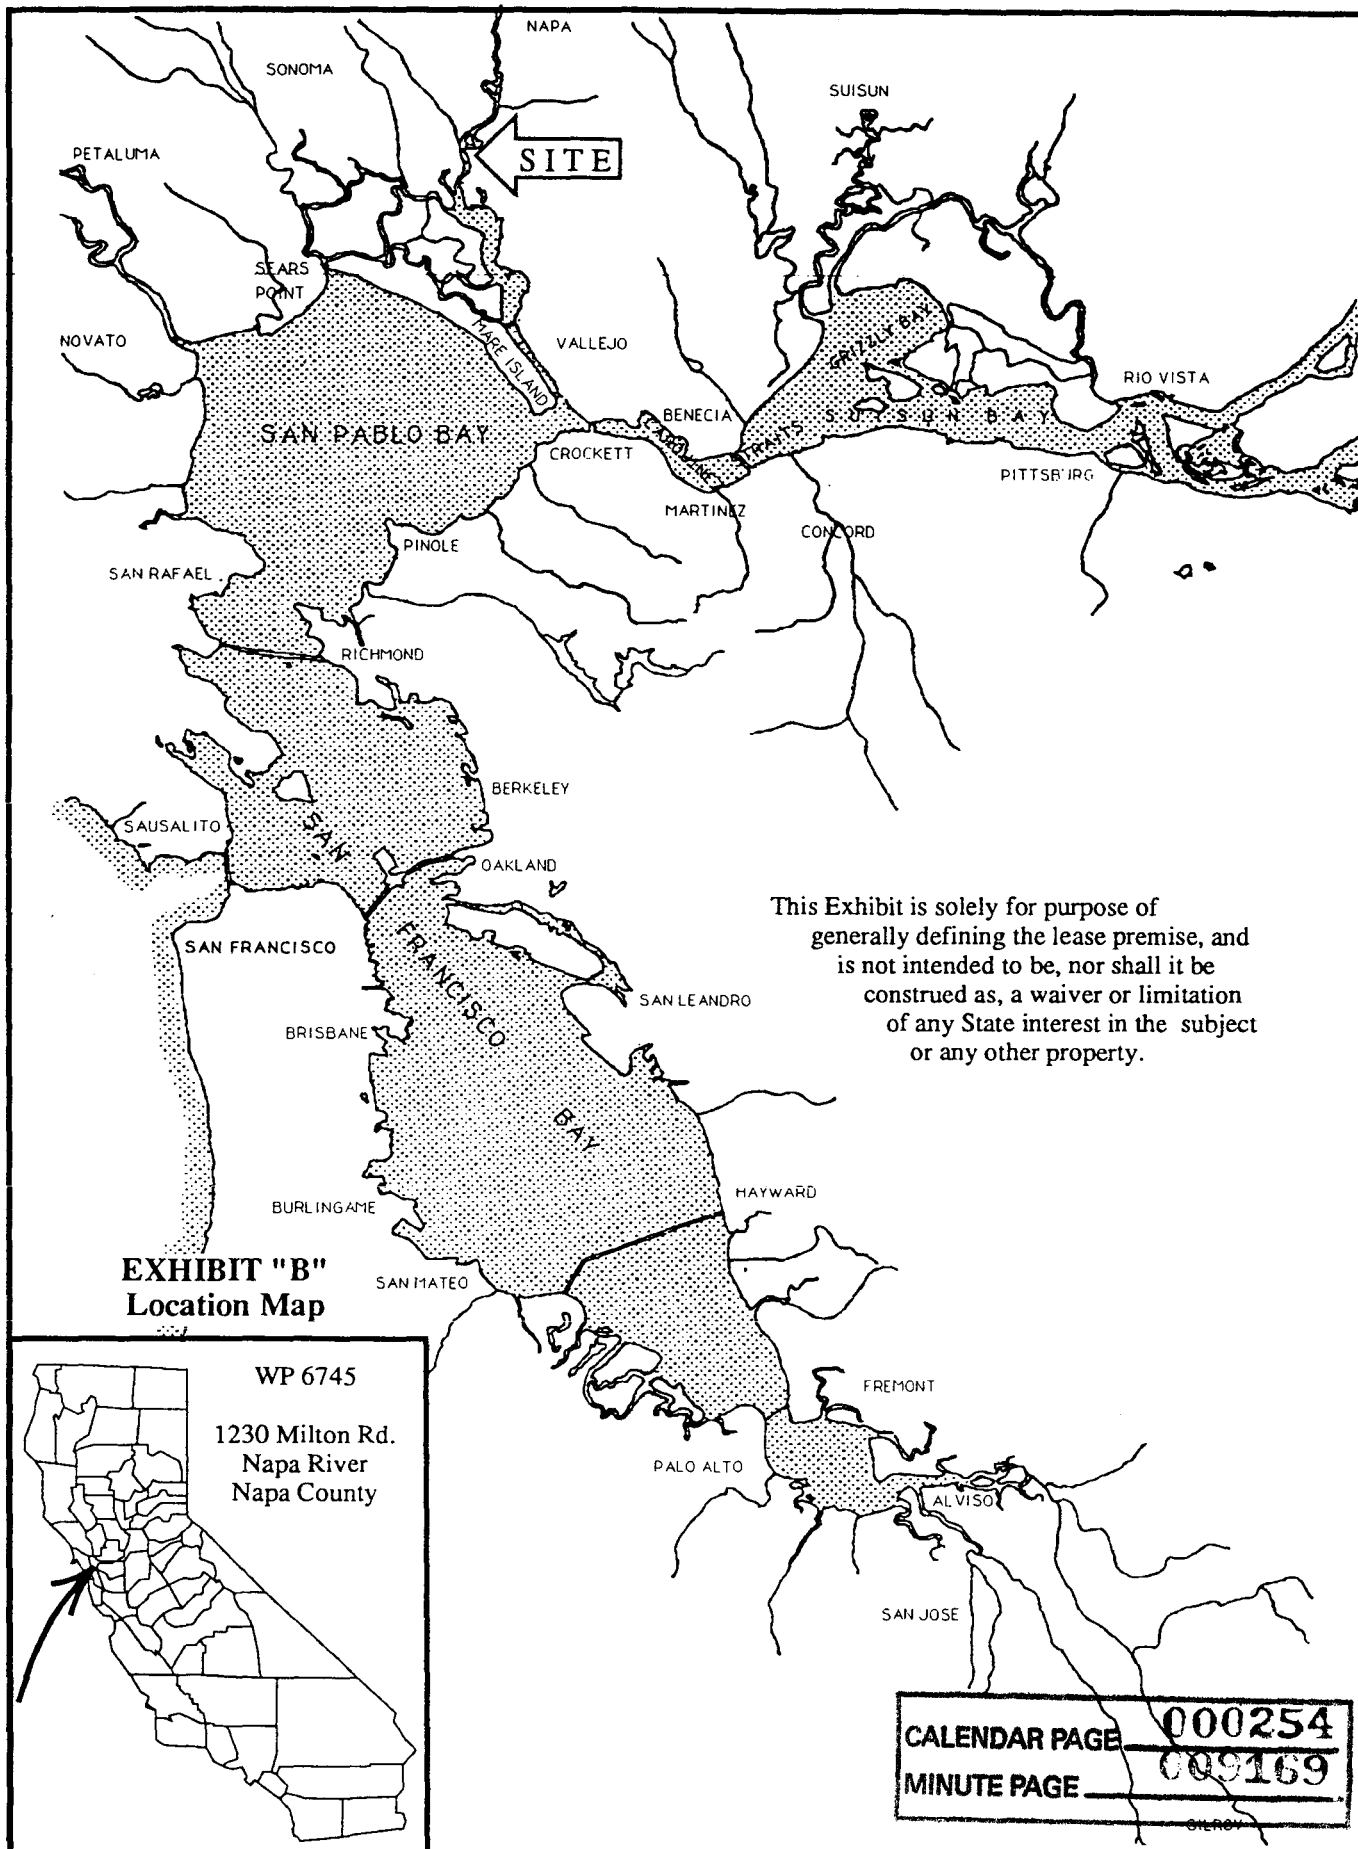 NAPA
SONOMA
SUISUN
PETALUMA
SITE
SEARS
POINT
NOVATO
MARE ISLAND
VALLEJO
GRIZZLY BAY
RIO VISTA
BENECIA
SAN PABLO BAY
CROCKETT
STRAITS
SUISUN BAY
PITTSBURG
MARTINEZ
CONCORD
PINOLE
SAN RAFAEL
RICHMOND
BERKELEY
SAUSALITO
SAN
OAKLAND
FRANCISCO
BAY
SAN FRANCISCO
SAN LEANDRO
BRISBANE
This Exhibit is solely for purpose of
generally defining the lease premise, and
is not intended to be, nor shall it be
construed as, a waiver or limitation
of any State interest in the subject
or any other property.
HAYWARD
BURLINGAME
SAN MATEO
EXHIBIT "B"
Location Map
WP 6745
1230 Milton Rd.
Napa River
Napa County
FREMONT
PALO ALTO
ALVISO
SAN JOSE
CALENDAR PAGE 000254
MINUTE PAGE 009169
GILROY